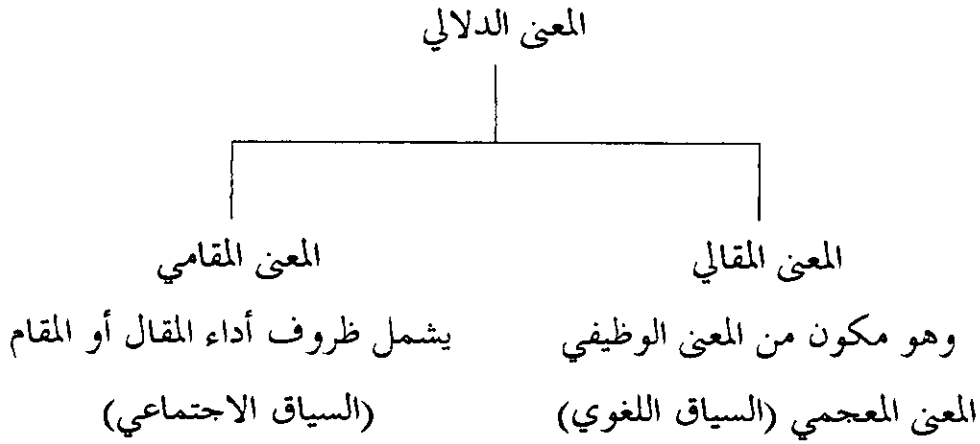 المعنى الدلالي
المعنى المقالي
وهو مكون من المعنى الوظيفي
المعنى المعجمي (السياق اللغوي)
المعنى المقامي
يشمل ظروف أداء المقال أو المقام
(السياق الاجتماعي)